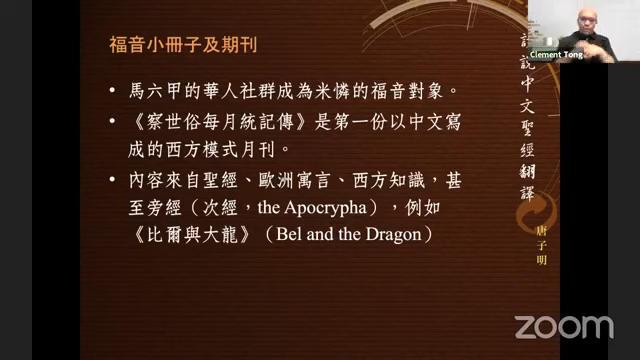 福音小冊子及期刊
• 馬六甲的華人社群成為米憐的福音對象。
• 《察世俗每月統記傳》是第一份以中文寫
成的西方模式月刊。
• 內容來自聖經、歐洲寓言、西方知識，甚
至旁經（次經，the Apocrypha），例如
《比爾與大龍》（Bel and the Dragon）
說中文聖經翻譯
唐子明
Clement Tong
zoom